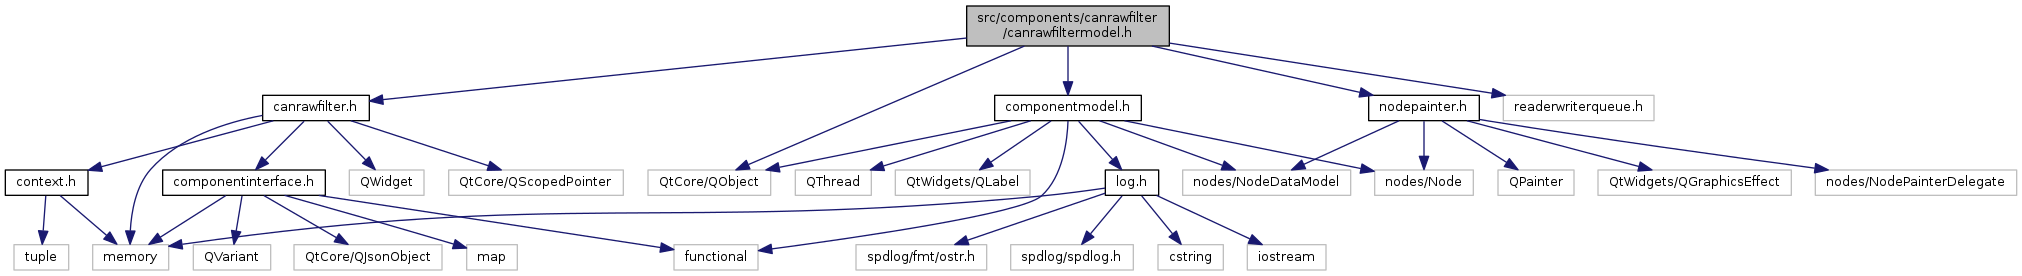 src/components/canrawfilter
/canrawfiltermodel.h
canrawfilter.h
componentmodel.h
nodepainter.h
readerwriterqueue.h
context.h
componentinterface.h
QWidget
QtCore/QScopedPointer
QtCore/QObject
QThread
QtWidgets/QLabel
log.h
nodes/NodeDataModel
nodes/Node
QPainter
QtWidgets/QGraphicsEffect
nodes/NodePainterDelegate
tuple
memory
QVariant
QtCore/QJsonObject
map
functional
spdlog/fmt/ostr.h
spdlog/spdlog.h
cstring
iostream